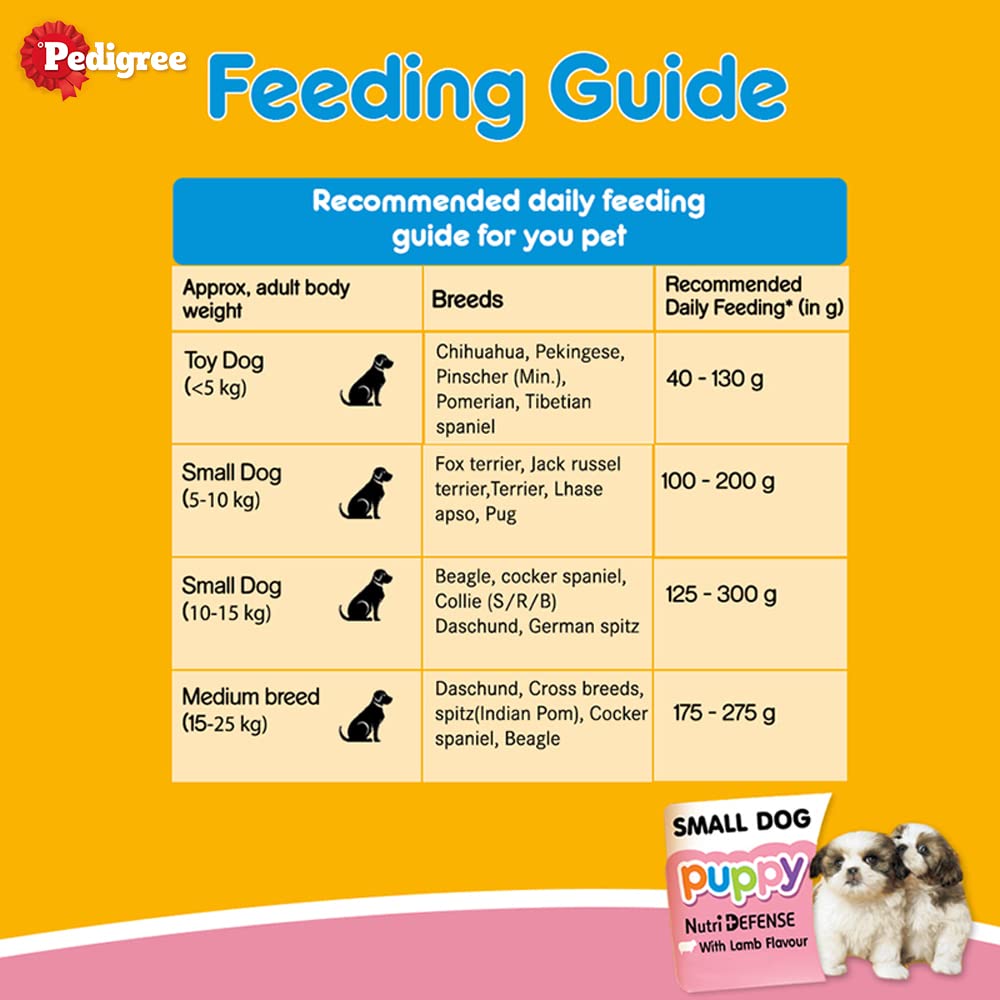 Pedigree
Feeding Guide
Recommended daily feeding
guide for you pet
Approx, adult body
weight
Breeds
Recommended
Daily Feeding* (in g)
Toy Dog
(<5 kg)
Chihuahua, Pekingese,
Pinscher (Min.),
Pomerian, Tibetian
spaniel
40 - 130 g
Small Dog
(5-10 kg)
Fox terrier, Jack russel
terrier,Terrier, Lhase
apso, Pug
100 - 200 g
Small Dog
(10-15 kg)
Beagle, cocker spaniel,
Collie (S/R/B)
Daschund, German spitz
125 - 300 g
Medium breed
(15-25 kg)
Daschund, Cross breeds,
spitz(Indian Pom), Cocker
spaniel, Beagle
175 - 275 g
SMALL DOG
puppy
Nutri DEFENSE
With Lamb Flavour